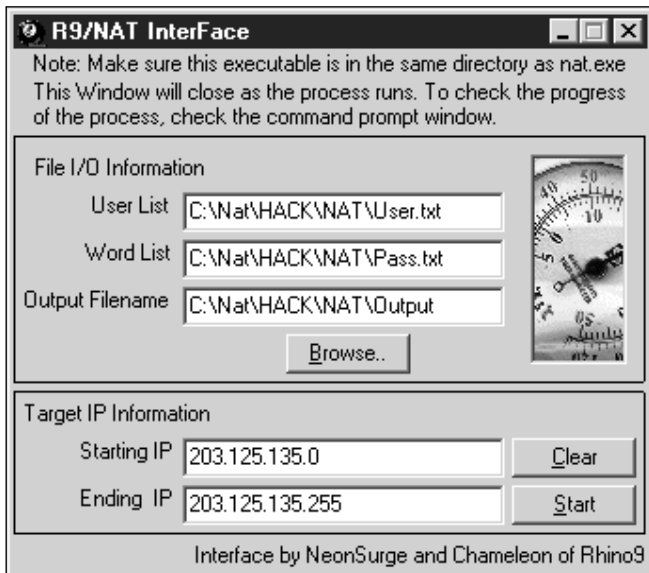 R9/NAT InterFace
Note: Make sure this executable is in the same directory as nat.exe
This Window will close as the process runs. To check the progress
of the process, check the command prompt window.
File I/O Information
User List C:\Nat\HACK\NAT\User.txt
Word List C:\Nat\HACK\NAT\Pass.txt
Output Filename C:\Nat\HACK\NAT\Output
Browse..
Target IP Information
Starting IP 203.125.135.0 Clear
Ending IP 203.125.135.255 Start
Interface by NeonSurge and Chameleon of Rhino9
40 50
10